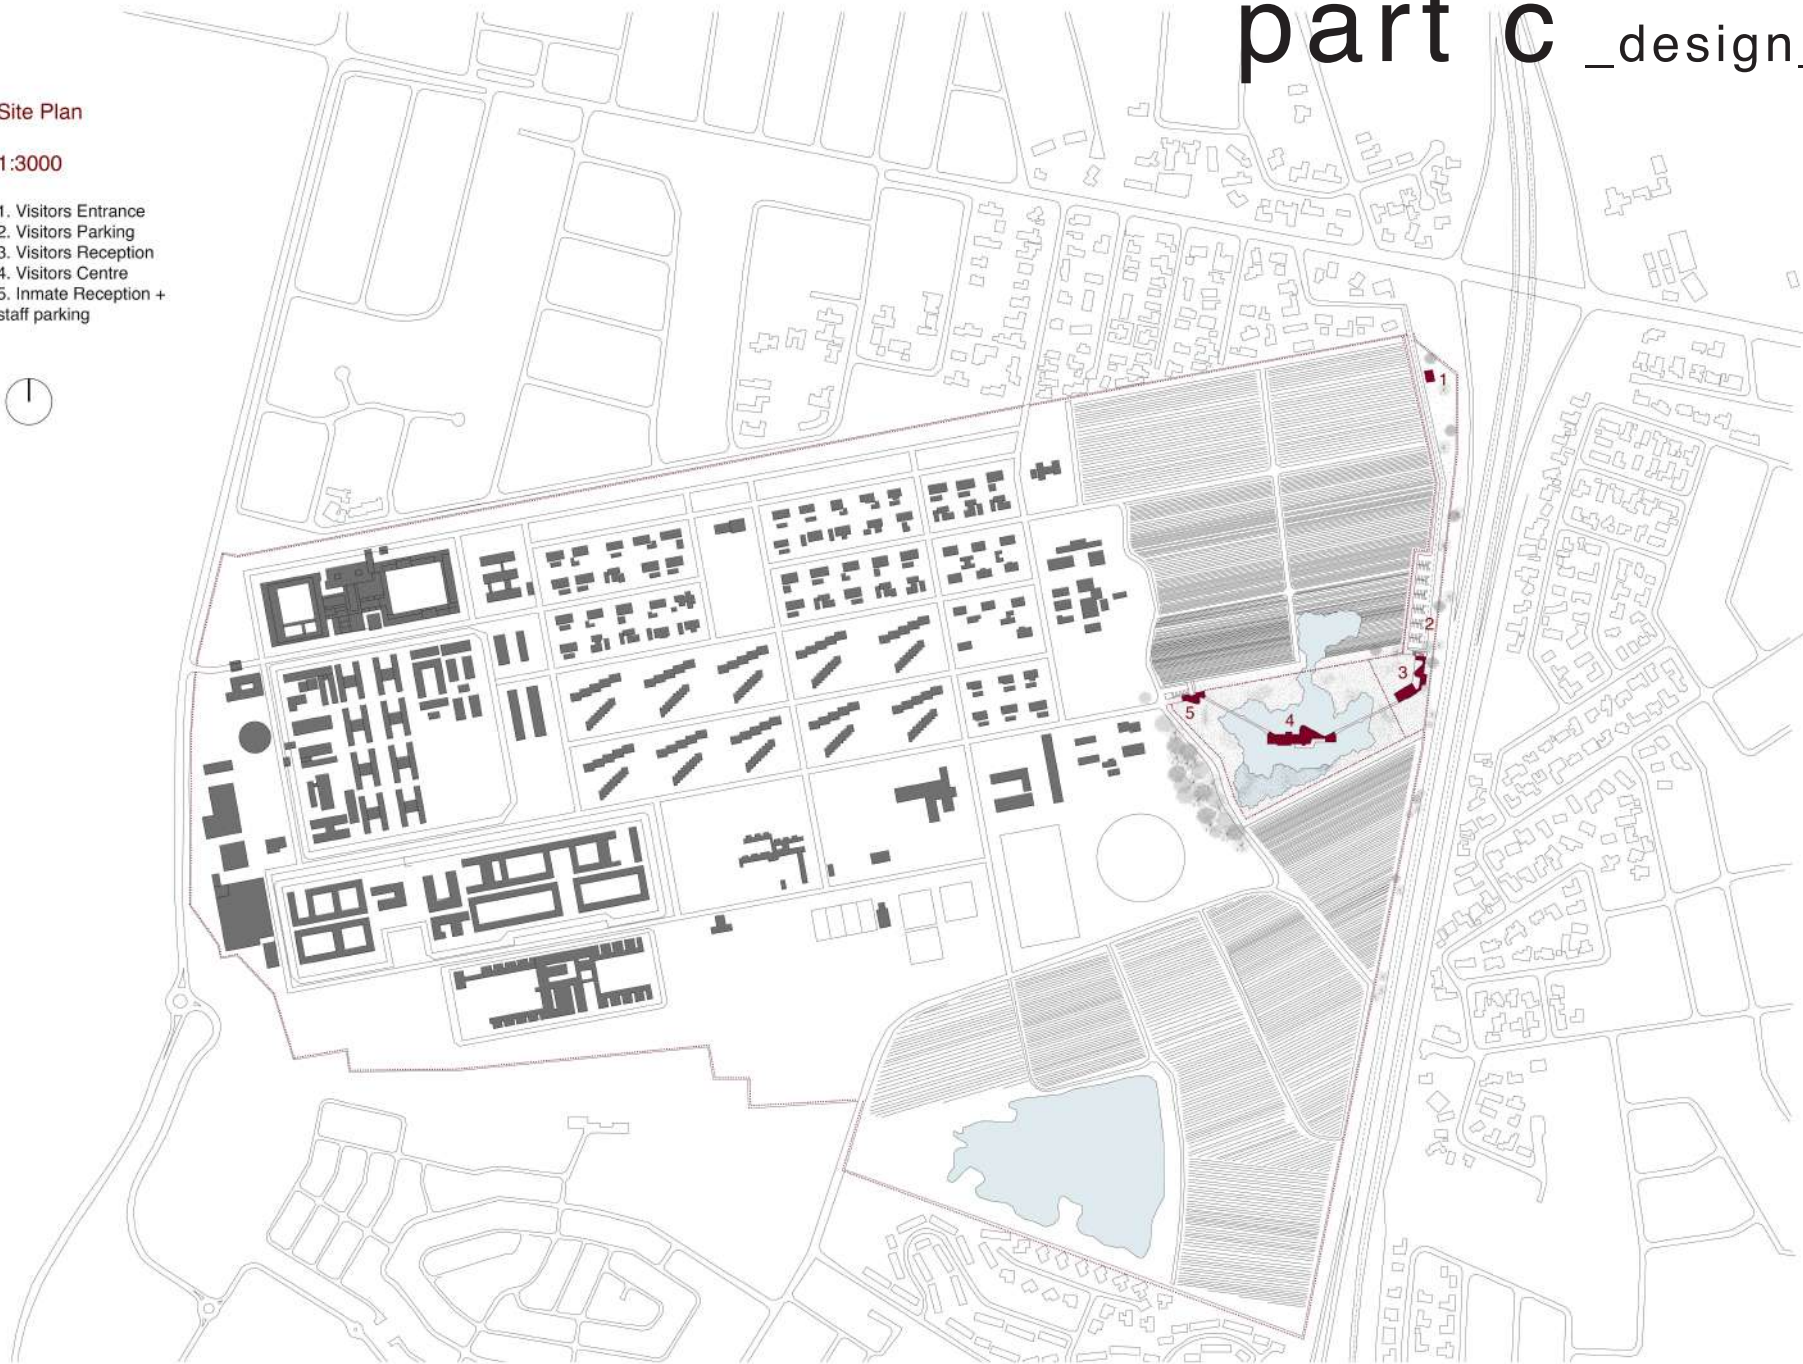 part c _design_
Site Plan
1:3000
1. Visitors Entrance
2. Visitors Parking
3. Visitors Reception
4. Visitors Centre
5. Inmate Reception +
staff parking
1
2
3
4
5